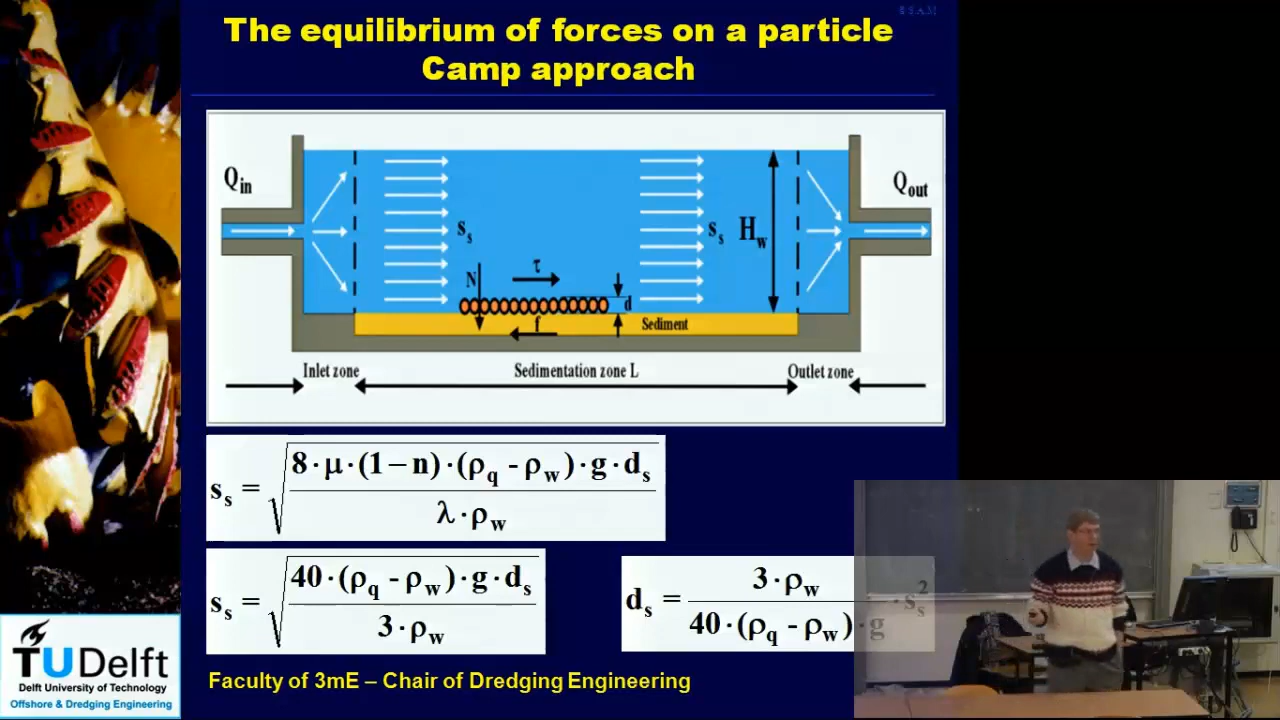 © S.A.M
The equilibrium of forces on a particle
Camp approach
Q_in
Q_out
s_s
s_s
H_w
N
τ
d
f
Sediment
Inlet zone
Sedimentation zone L
Outlet zone
s_s = √(8·μ·(1−n)·(ρ_q - ρ_w)·g·d_s / λ·ρ_w)
s_s = √(40·(ρ_q - ρ_w)·g·d_s / 3·ρ_w)
d_s = 3·ρ_w / 40·(ρ_q - ρ_w)·g · s_s^2
Faculty of 3mE – Chair of Dredging Engineering
TU Delft
Delft University of Technology
Offshore & Dredging Engineering